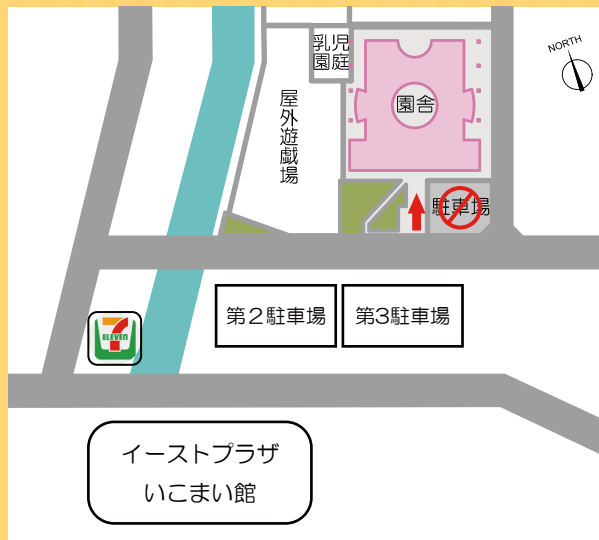 NORTH
乳児
園庭
園舎
屋外遊戯場
駐車場
第2駐車場
第3駐車場
7
ELEVEN
イーストプラザ
いこまい館